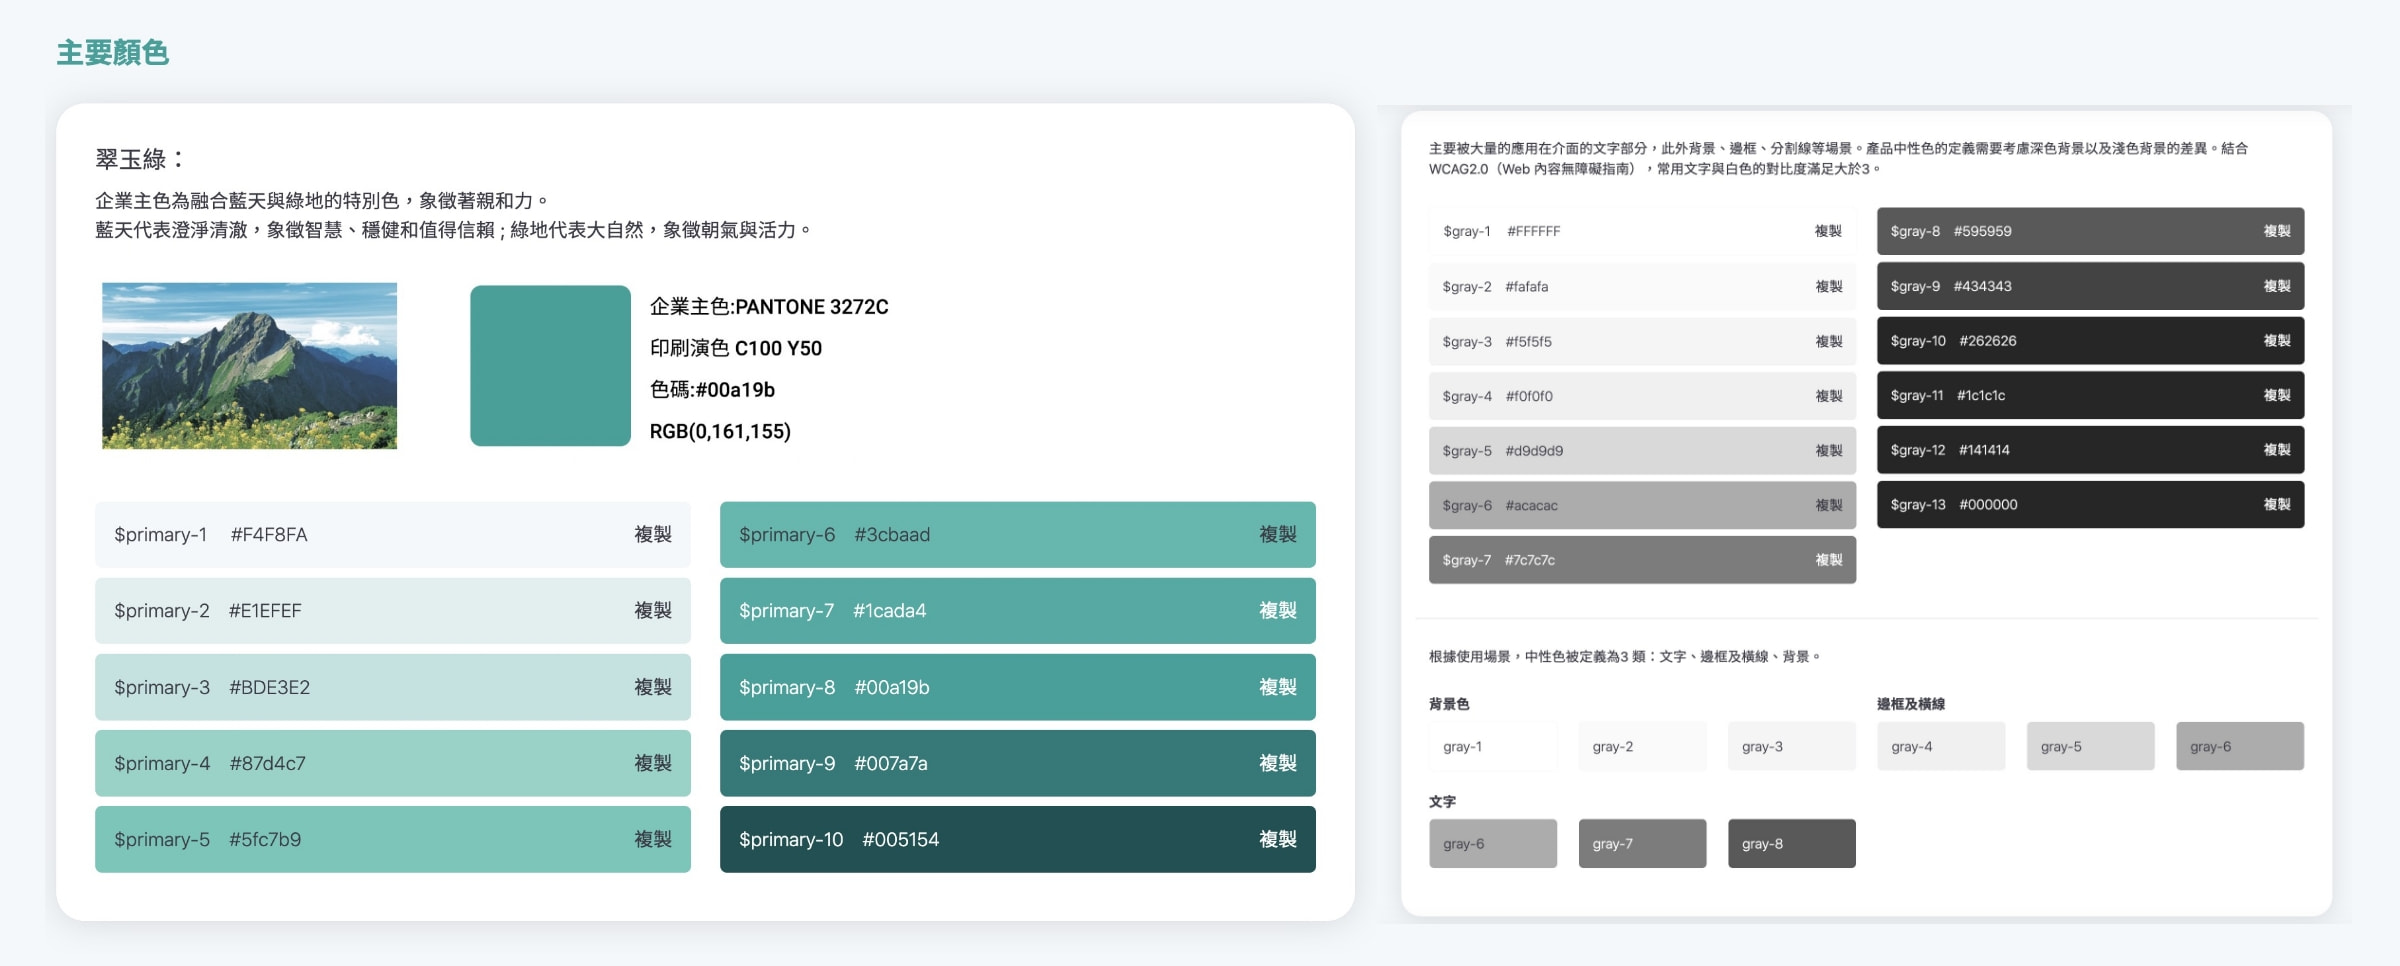 主要顏色
翠玉綠：
企業主色為融合藍天與綠地的特別色，象徵著親和力。
藍天代表澄淨清澈，象徵智慧、穩健和值得信賴 ; 綠地代表大自然，象徵朝氣與活力。
企業主色:PANTONE 3272C
印刷演色 C100 Y50
色碼:#00a19b
RGB(0,161,155)
$primary-1 #F4F8FA 複製
$primary-2 #E1EFEF 複製
$primary-3 #BDE3E2 複製
$primary-4 #87d4c7 複製
$primary-5 #5fc7b9 複製
$primary-6 #3cbaad 複製
$primary-7 #1cada4 複製
$primary-8 #00a19b 複製
$primary-9 #007a7a 複製
$primary-10 #005154 複製
主要被大量的應用在介面的文字部分，此外背景、邊框、分割線等場景。產品中性色的定義需要考慮深色背景以及淺色背景的差異。結合
WCAG2.0（Web 內容無障礙指南），常用文字與白色的對比度滿足大於3。
$gray-1 #FFFFFF 複製
$gray-2 #fafafa 複製
$gray-3 #f5f5f5 複製
$gray-4 #f0f0f0 複製
$gray-5 #d9d9d9 複製
$gray-6 #acacac 複製
$gray-7 #7c7c7c 複製
$gray-8 #595959 複製
$gray-9 #434343 複製
$gray-10 #262626 複製
$gray-11 #1c1c1c 複製
$gray-12 #141414 複製
$gray-13 #000000 複製
根據使用場景，中性色被定義為3 類：文字、邊框及橫線、背景。
背景色
gray-1 gray-2 gray-3
邊框及橫線
gray-4 gray-5 gray-6
文字
gray-6 gray-7 gray-8